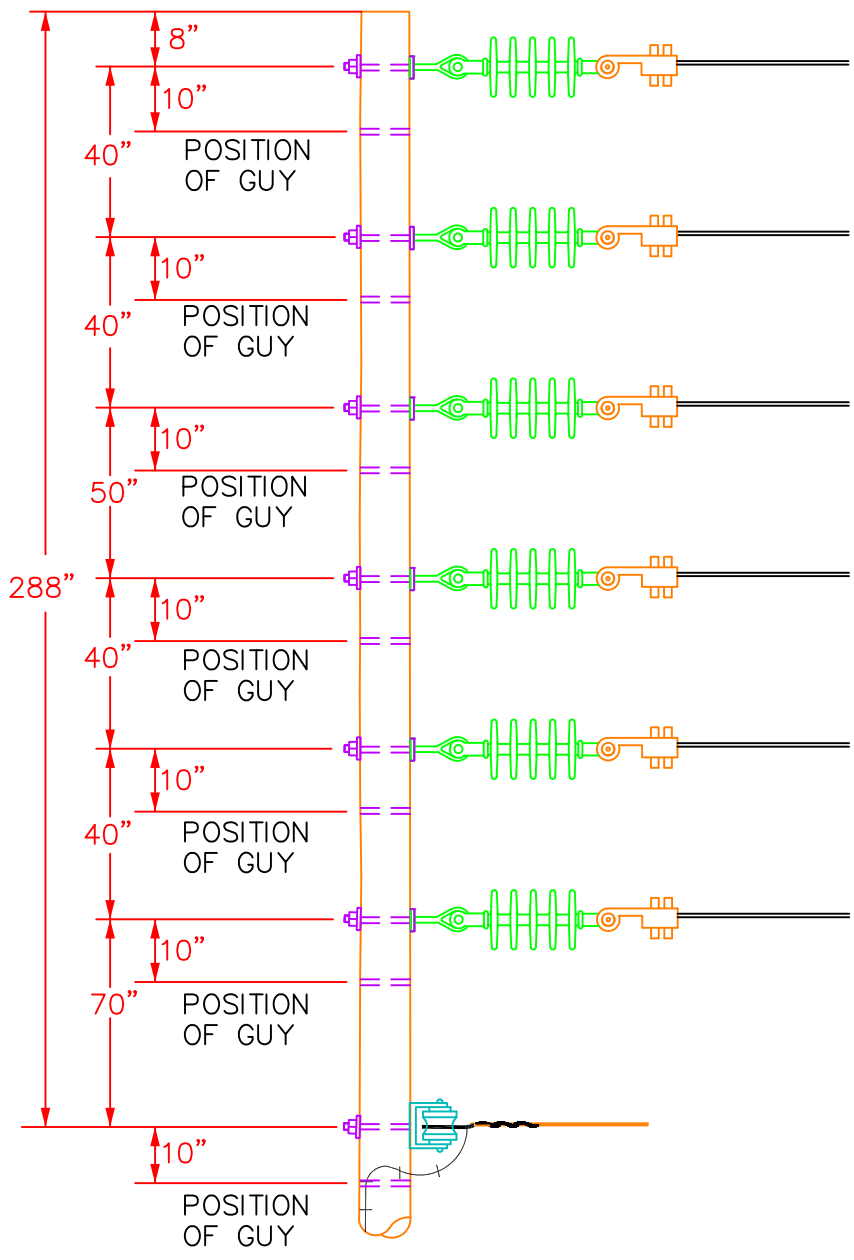 8”
10”
40”
POSITION
OF GUY
10”
40”
POSITION
OF GUY
10”
50”
POSITION
OF GUY
288”
10”
40”
POSITION
OF GUY
10”
40”
POSITION
OF GUY
10”
70”
POSITION
OF GUY
10”
POSITION
OF GUY